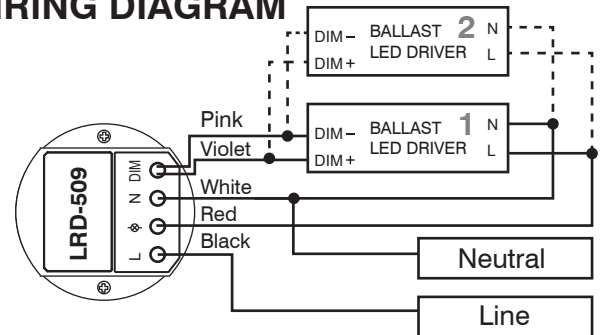 IRING DIAGRAM
DIM – BALLAST 2 N
DIM + LED DRIVER L
Pink
DIM – BALLAST 1 N
Violet
DIM + LED DRIVER L
White
Red
Black
LRD-509
DIM
N
L
Neutral
Line